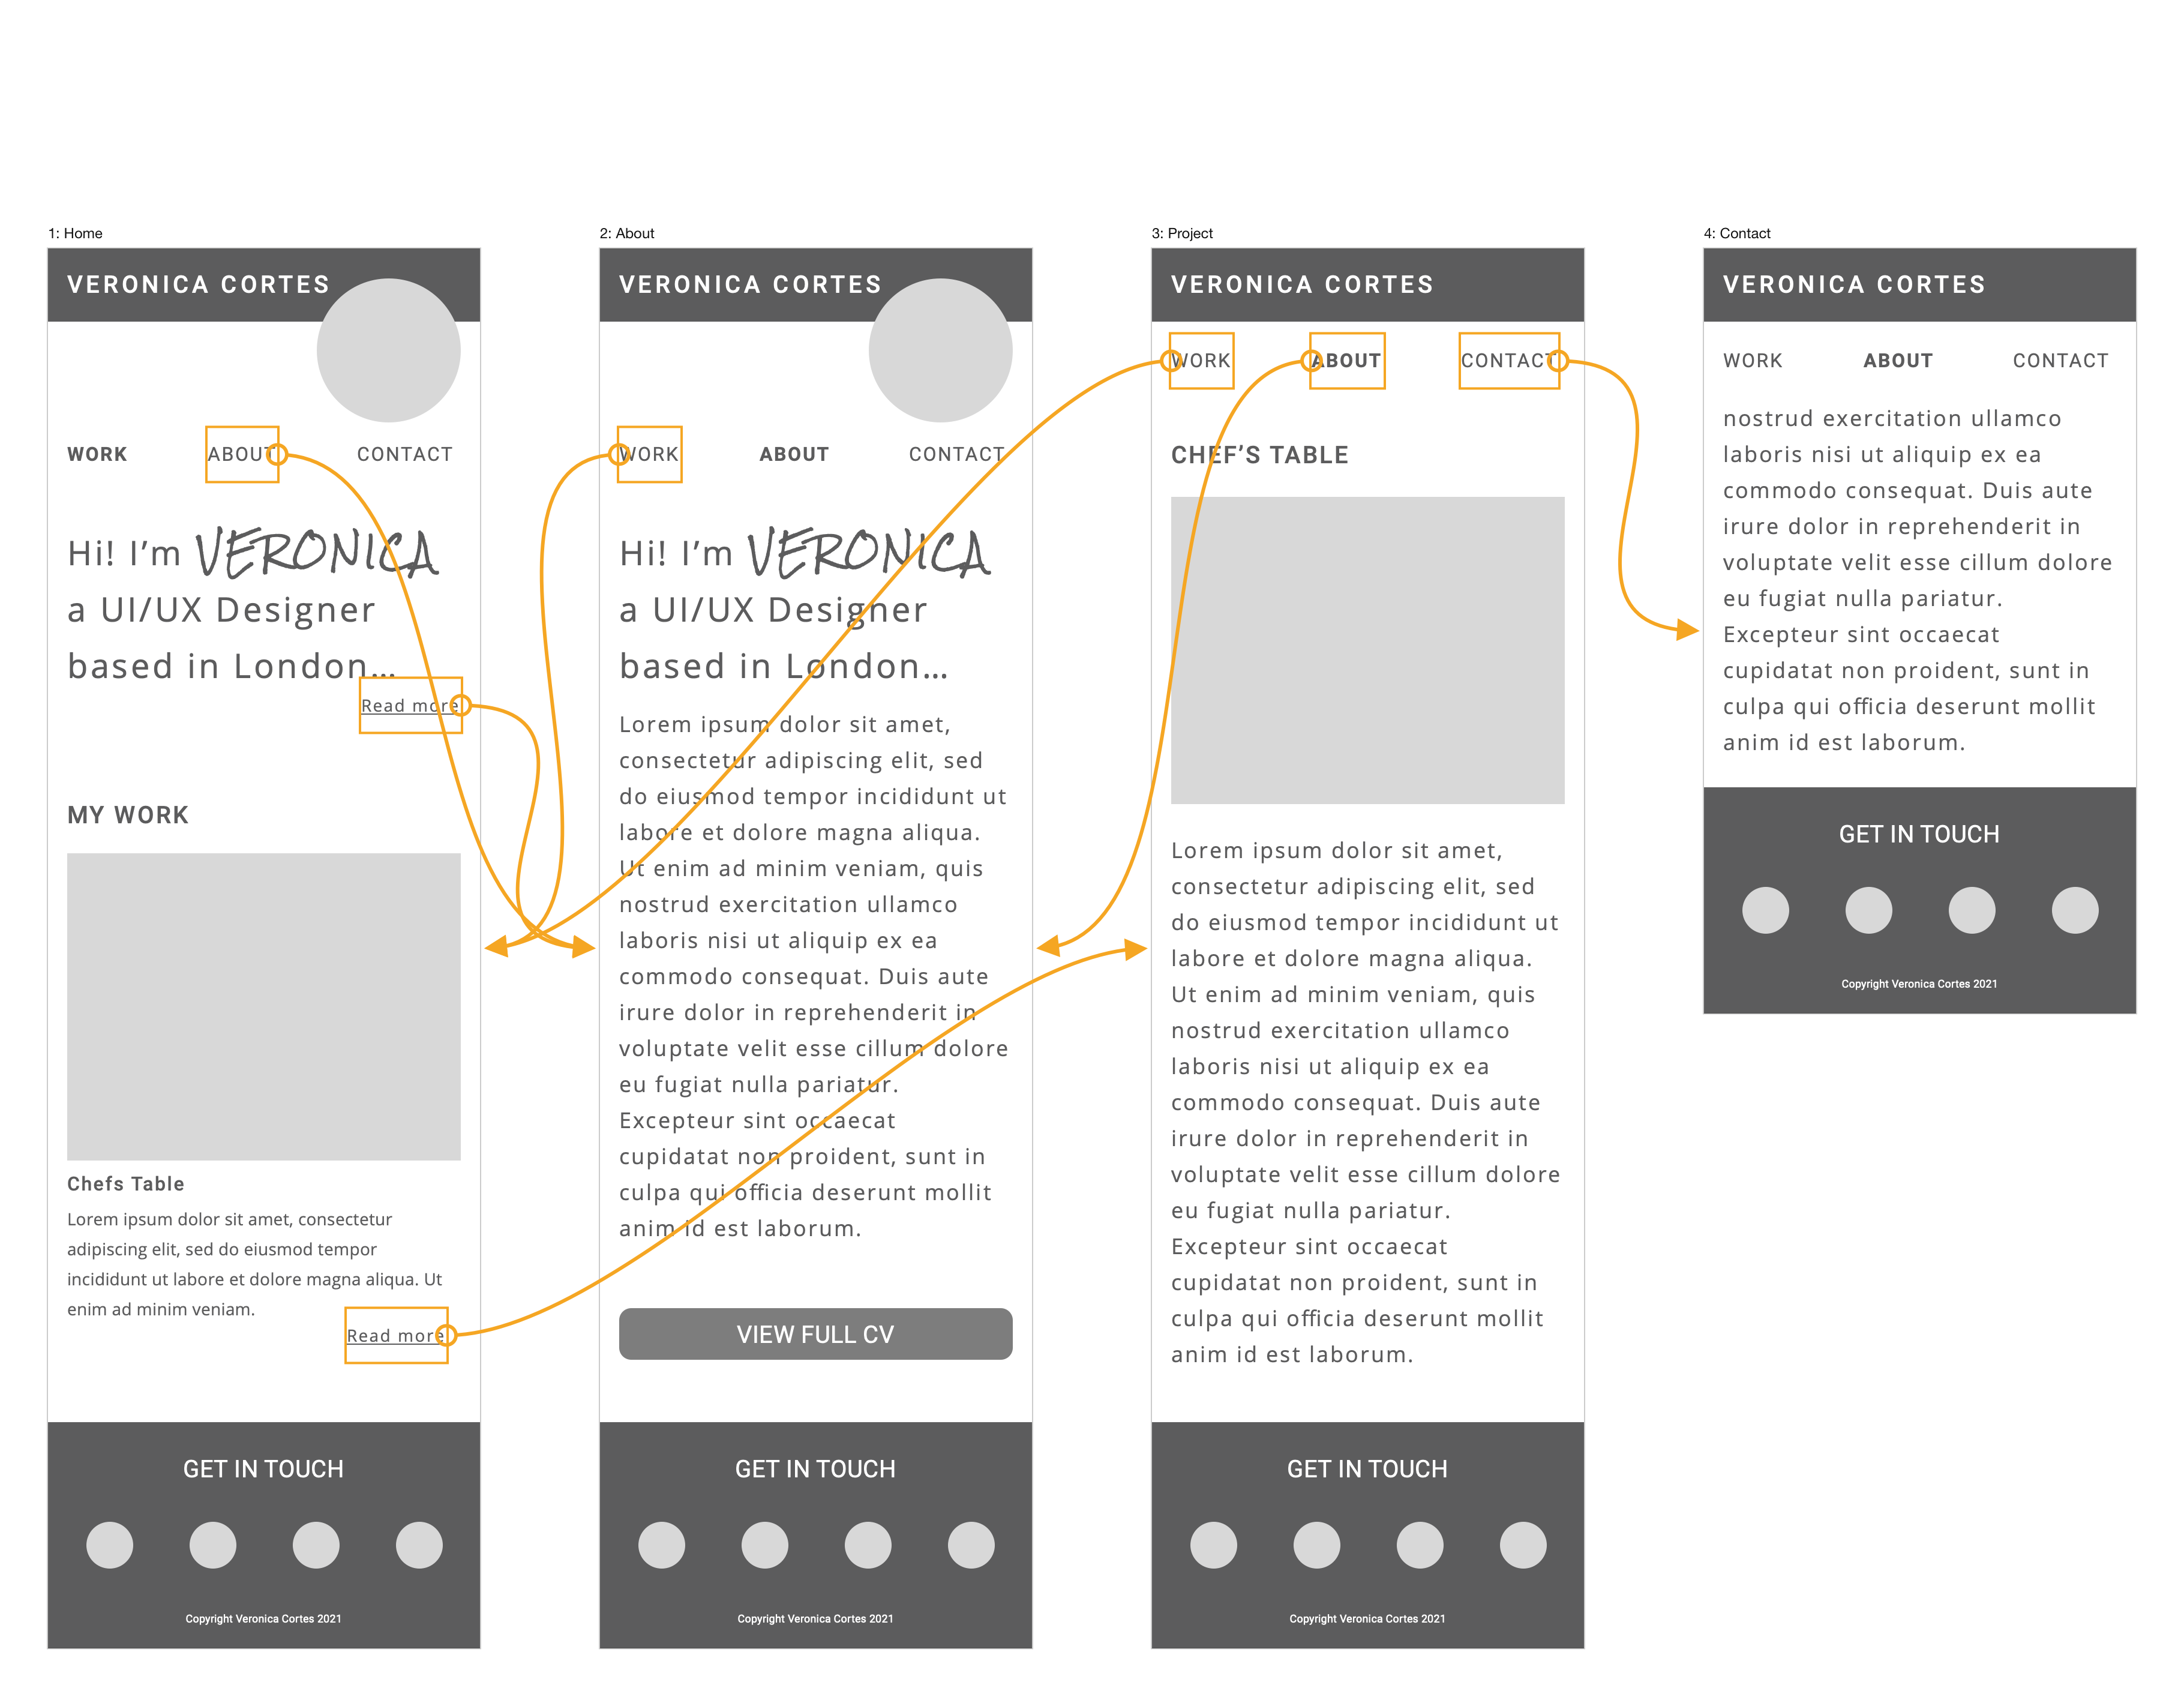 1: Home
VERONICA CORTES
WORK ABOUT CONTACT
Hi! I’m VERONICA
a UI/UX Designer
based in London...
Read more
MY WORK
Chefs Table
Lorem ipsum dolor sit amet, consectetur
adipiscing elit, sed do eiusmod tempor
incididunt ut labore et dolore magna aliqua. Ut
enim ad minim veniam.
Read more
GET IN TOUCH
Copyright Veronica Cortes 2021
2: About
VERONICA CORTES
WORK ABOUT CONTACT
Hi! I’m VERONICA
a UI/UX Designer
based in London...
Lorem ipsum dolor sit amet,
consectetur adipiscing elit, sed
do eiusmod tempor incididunt ut
labore et dolore magna aliqua.
Ut enim ad minim veniam, quis
nostrud exercitation ullamco
laboris nisi ut aliquip ex ea
commodo consequat. Duis aute
irure dolor in reprehenderit in
voluptate velit esse cillum dolore
eu fugiat nulla pariatur.
Excepteur sint occaecat
cupidatat non proident, sunt in
culpa qui officia deserunt mollit
anim id est laborum.
VIEW FULL CV
GET IN TOUCH
Copyright Veronica Cortes 2021
3: Project
VERONICA CORTES
WORK ABOUT CONTACT
CHEF’S TABLE
Lorem ipsum dolor sit amet,
consectetur adipiscing elit, sed
do eiusmod tempor incididunt ut
labore et dolore magna aliqua.
Ut enim ad minim veniam, quis
nostrud exercitation ullamco
laboris nisi ut aliquip ex ea
commodo consequat. Duis aute
irure dolor in reprehenderit in
voluptate velit esse cillum dolore
eu fugiat nulla pariatur.
Excepteur sint occaecat
cupidatat non proident, sunt in
culpa qui officia deserunt mollit
anim id est laborum.
GET IN TOUCH
Copyright Veronica Cortes 2021
4: Contact
VERONICA CORTES
WORK ABOUT CONTACT
nostrud exercitation ullamco
laboris nisi ut aliquip ex ea
commodo consequat. Duis aute
irure dolor in reprehenderit in
voluptate velit esse cillum dolore
eu fugiat nulla pariatur.
Excepteur sint occaecat
cupidatat non proident, sunt in
culpa qui officia deserunt mollit
anim id est laborum.
GET IN TOUCH
Copyright Veronica Cortes 2021